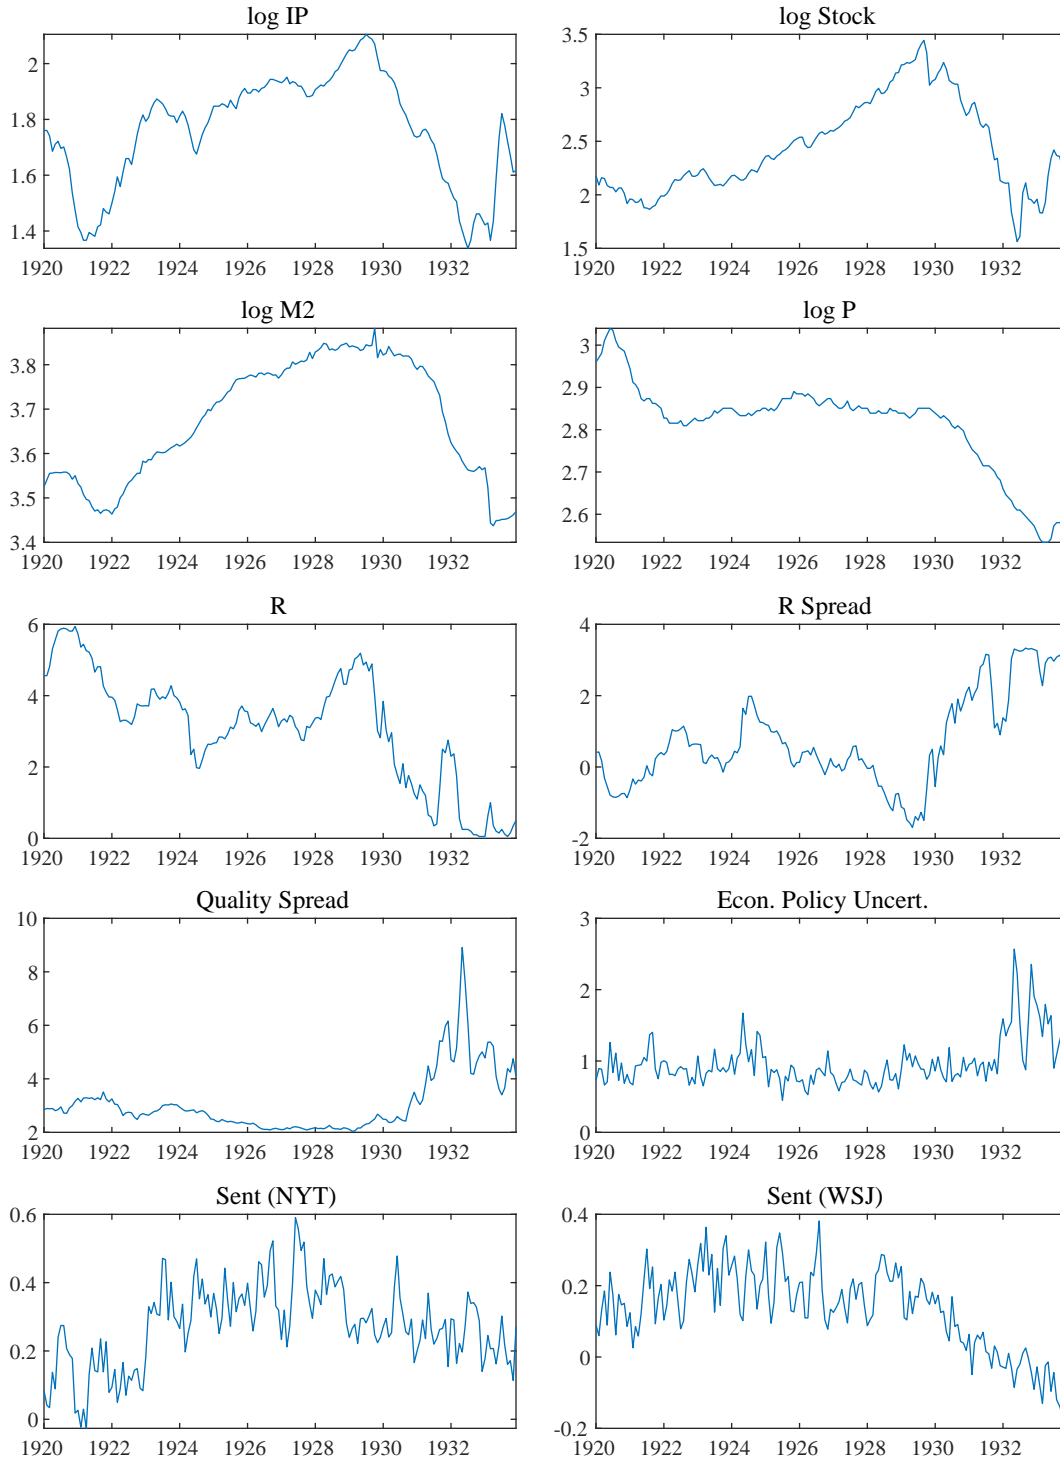 log IP
2
1.8
1.6
1.4
1920 1922 1924 1926 1928 1930 1932
log Stock
3.5
3
2.5
2
1.5
1920 1922 1924 1926 1928 1930 1932
log M2
3.8
3.7
3.6
3.5
3.4
1920 1922 1924 1926 1928 1930 1932
log P
3
2.9
2.8
2.7
2.6
1920 1922 1924 1926 1928 1930 1932
R
6
4
2
0
1920 1922 1924 1926 1928 1930 1932
R Spread
4
2
0
-2
1920 1922 1924 1926 1928 1930 1932
Quality Spread
10
8
6
4
2
1920 1922 1924 1926 1928 1930 1932
Econ. Policy Uncert.
3
2
1
0
1920 1922 1924 1926 1928 1930 1932
Sent (NYT)
0.6
0.4
0.2
0
1920 1922 1924 1926 1928 1930 1932
Sent (WSJ)
0.4
0.2
0
-0.2
1920 1922 1924 1926 1928 1930 1932